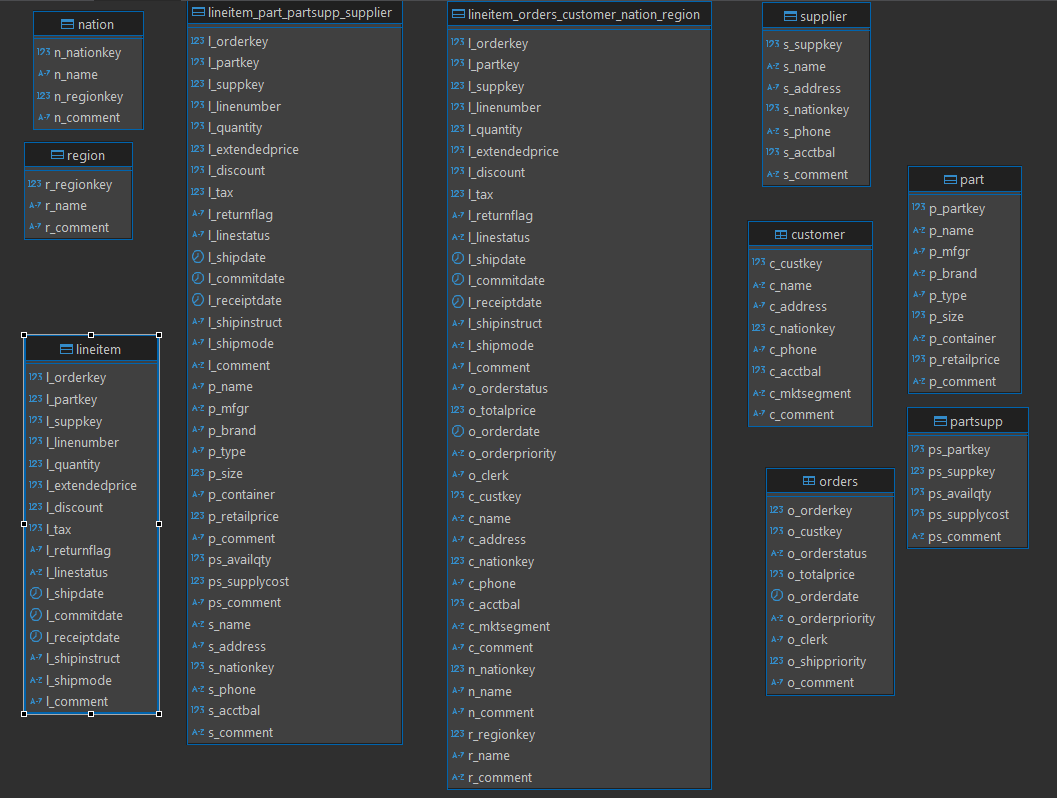 nation
123 n_nationkey
A-Z n_name
123 n_regionkey
A-Z n_comment
region
123 r_regionkey
A-Z r_name
A-Z r_comment
lineitem
123 l_orderkey
123 l_partkey
123 l_suppkey
123 l_linenumber
123 l_quantity
123 l_extendedprice
123 l_discount
123 l_tax
A-Z l_returnflag
A-Z l_linestatus
l_shipdate
l_commitdate
l_receiptdate
A-Z l_shipinstruct
A-Z l_shipmode
A-Z l_comment
lineitem_part_partsupp_supplier
123 l_orderkey
123 l_partkey
123 l_suppkey
123 l_linenumber
123 l_quantity
123 l_extendedprice
123 l_discount
123 l_tax
A-Z l_returnflag
A-Z l_linestatus
l_shipdate
l_commitdate
l_receiptdate
A-Z l_shipinstruct
A-Z l_shipmode
A-Z l_comment
A-Z p_name
A-Z p_mfgr
A-Z p_brand
A-Z p_type
123 p_size
A-Z p_container
123 p_retailprice
A-Z p_comment
123 ps_availqty
123 ps_supplycost
A-Z ps_comment
A-Z s_name
A-Z s_address
123 s_nationkey
A-Z s_phone
123 s_acctbal
A-Z s_comment
lineitem_orders_customer_nation_region
123 l_orderkey
123 l_partkey
123 l_suppkey
123 l_linenumber
123 l_quantity
123 l_extendedprice
123 l_discount
123 l_tax
A-Z l_returnflag
A-Z l_linestatus
l_shipdate
l_commitdate
l_receiptdate
A-Z l_shipinstruct
A-Z l_shipmode
A-Z l_comment
A-Z o_orderstatus
123 o_totalprice
o_orderdate
A-Z o_orderpriority
A-Z o_clerk
123 c_custkey
A-Z c_name
A-Z c_address
123 c_nationkey
A-Z c_phone
123 c_acctbal
A-Z c_mktsegment
A-Z c_comment
123 n_nationkey
A-Z n_name
A-Z n_comment
123 r_regionkey
A-Z r_name
A-Z r_comment
supplier
123 s_suppkey
A-Z s_name
A-Z s_address
123 s_nationkey
A-Z s_phone
123 s_acctbal
A-Z s_comment
customer
123 c_custkey
A-Z c_name
A-Z c_address
123 c_nationkey
A-Z c_phone
123 c_acctbal
A-Z c_mktsegment
A-Z c_comment
orders
123 o_orderkey
123 o_custkey
A-Z o_orderstatus
123 o_totalprice
o_orderdate
A-Z o_orderpriority
A-Z o_clerk
123 o_shippriority
A-Z o_comment
part
123 p_partkey
A-Z p_name
A-Z p_mfgr
A-Z p_brand
A-Z p_type
123 p_size
A-Z p_container
123 p_retailprice
A-Z p_comment
partsupp
123 ps_partkey
123 ps_suppkey
123 ps_availqty
123 ps_supplycost
A-Z ps_comment